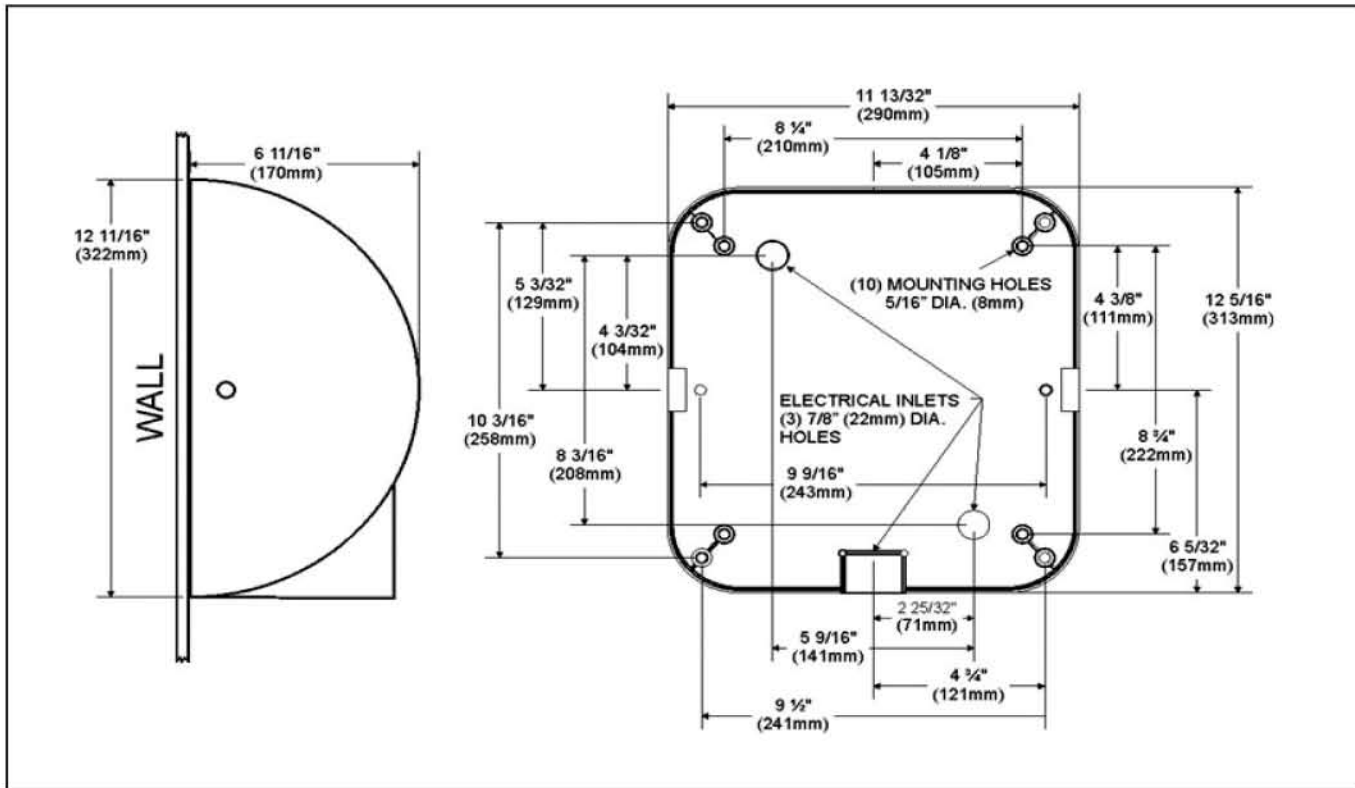 6 11/16"
(170mm)
12 11/16"
(322mm)
WALL
11 13/32"
(290mm)
8 ¼"
(210mm)
4 1/8"
(105mm)
5 3/32"
(129mm)
4 3/32"
(104mm)
10 3/16"
(258mm)
8 3/16"
(208mm)
(10) MOUNTING HOLES
5/16" DIA. (8mm)
4 3/8"
(111mm)
12 5/16"
(313mm)
ELECTRICAL INLETS
(3) 7/8" (22mm) DIA.
HOLES
9 9/16"
(243mm)
8 ¾"
(222mm)
6 5/32"
(157mm)
2 25/32"
(71mm)
5 9/16"
(141mm)
4 ¾"
(121mm)
9 ½"
(241mm)